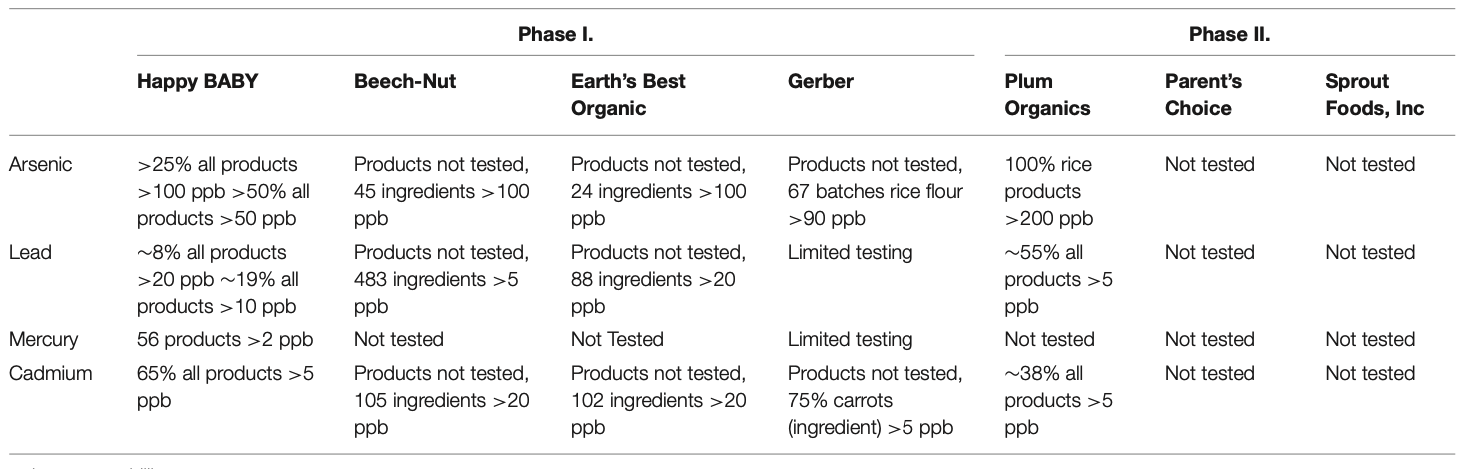 Phase I. Phase II.
Happy BABY Beech-Nut Earth's Best Gerber Plum Parent's Sprout
Organic Organics Choice Foods, Inc
Arsenic >25% all products Products not tested, Products not tested, Products not tested, 100% rice Not tested Not tested
>100 ppb >50% all 45 ingredients >100 24 ingredients >100 67 batches rice flour products
products >50 ppb ppb ppb >90 ppb >200 ppb
Lead ~8% all products Products not tested, Products not tested, Limited testing ~55% all Not tested Not tested
>20 ppb ~19% all 483 ingredients >5 88 ingredients >20 products >5
products >10 ppb ppb ppb ppb
Mercury 56 products >2 ppb Not tested Not Tested Limited testing Not tested Not tested Not tested
Cadmium 65% all products >5 Products not tested, Products not tested, Products not tested, ~38% all Not tested Not tested
ppb 105 ingredients >20 102 ingredients >20 75% carrots products >5
ppb ppb (ingredient) >5 ppb ppb